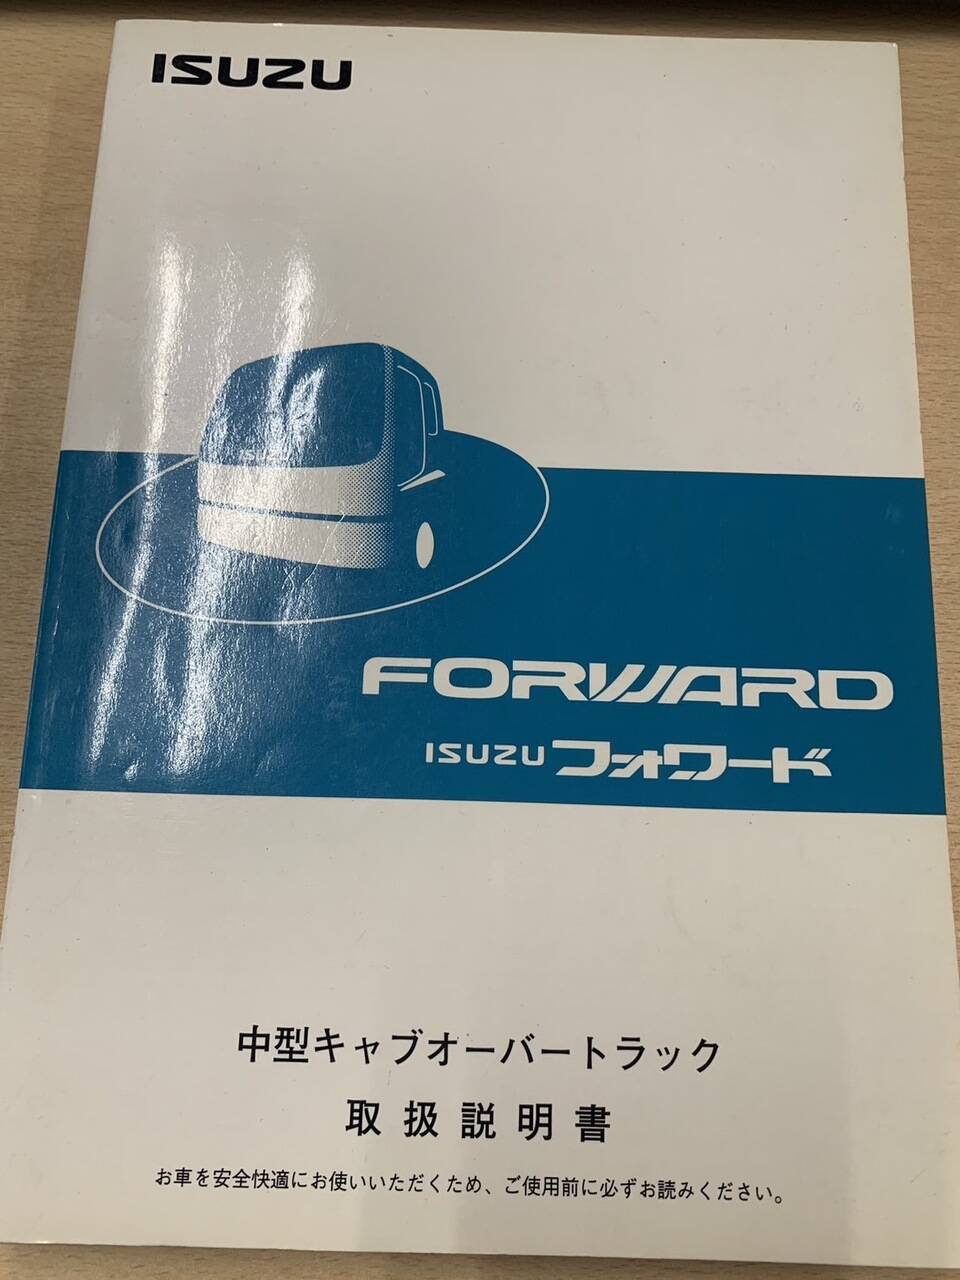 ISUZU
ISUZU
FORWARD
ISUZU フォワード
中型キャブオーバートラック
取扱説明書
お車を安全快適にお使いいただくため、ご使用前に必ずお読みください。